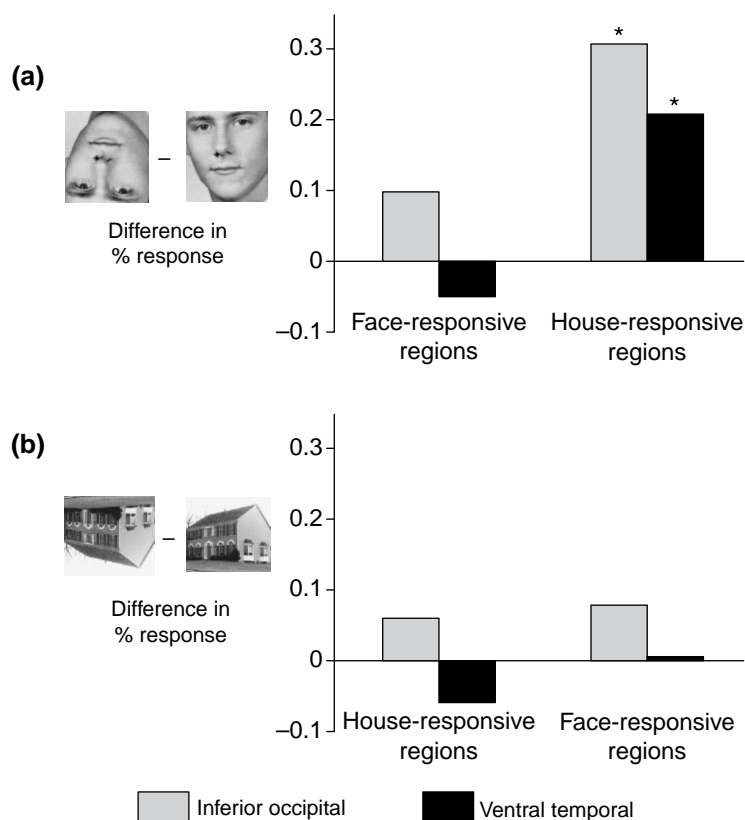 (a)
–
Difference in
% response
0.3
0.2
0.1
0
–0.1
*
*
Face-responsive
regions
House-responsive
regions
(b)
–
Difference in
% response
0.3
0.2
0.1
0
–0.1
House-responsive
regions
Face-responsive
regions
Inferior occipital
Ventral temporal